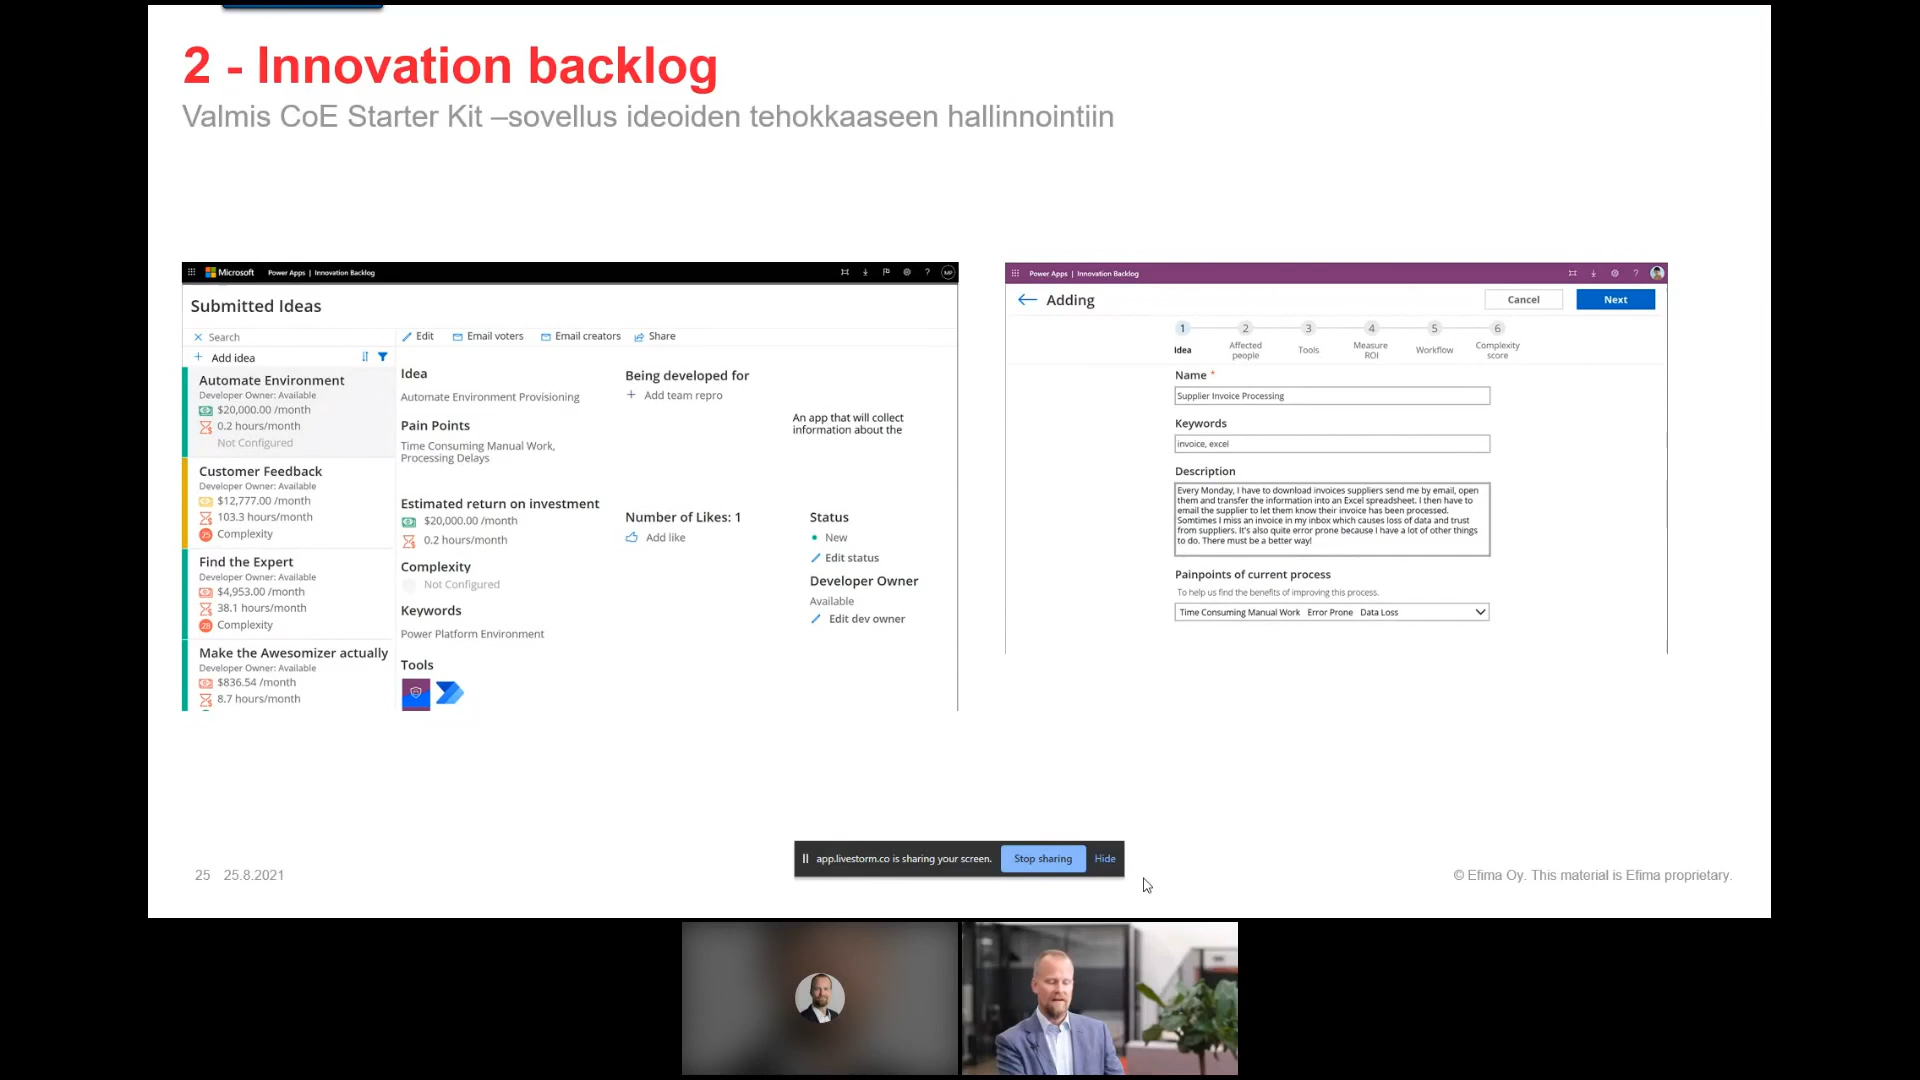 2 - Innovation backlog
Valmis CoE Starter Kit –sovellus ideoiden tehokkaaseen hallinnointiin
Microsoft Power Apps | Innovation Backlog
? MP
Submitted Ideas
Search
Add idea
Automate Environment
Developer Owner: Available
$20,000.00 /month
0.2 hours/month
Not Configured
Customer Feedback
Developer Owner: Available
$12,777.00 /month
103.3 hours/month
25 Complexity
Find the Expert
Developer Owner: Available
$4,953.00 /month
38.1 hours/month
28 Complexity
Make the Awesomizer actually
Developer Owner: Available
$836.54 /month
8.7 hours/month
Edit Email voters Email creators Share
Idea
Automate Environment Provisioning
Pain Points
Time Consuming Manual Work,
Processing Delays
Estimated return on investment
$20,000.00 /month
0.2 hours/month
Complexity
Not Configured
Keywords
Power Platform Environment
Tools
Being developed for
Add team repro
An app that will collect
information about the
Number of Likes: 1
Add like
Status
New
Edit status
Developer Owner
Available
Edit dev owner
Power Apps | Innovation Backlog
?
Adding
Cancel Next
1 2 3 4 5 6
Idea
Affected
people
Tools
Measure
ROI
Workflow
Complexity
score
Name *
Supplier Invoice Processing
Keywords
invoice, excel
Description
Every Monday, I have to download invoices suppliers send me by email, open
them and transfer the information into an Excel spreadsheet. I then have to
email the supplier to let them know their invoice has been processed.
Somtimes I miss an invoice in my inbox which causes loss of data and trust
from suppliers. It's also quite error prone because I have a lot of other things
to do. There must be a better way!
Painpoints of current process
To help us find the benefits of improving this process.
Time Consuming Manual Work Error Prone Data Loss
app.livestorm.co is sharing your screen. Stop sharing Hide
25 25.8.2021
© Efima Oy. This material is Efima proprietary.